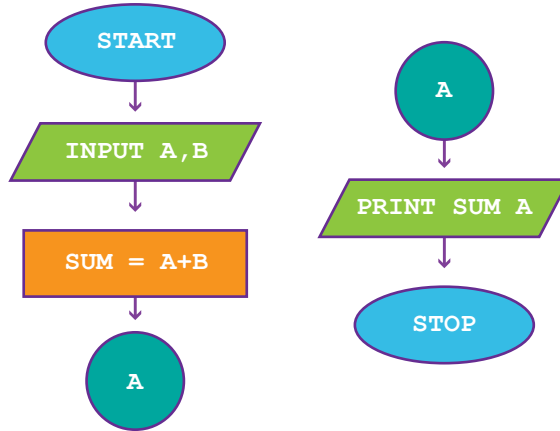 START
INPUT A,B
SUM = A+B
A
A
PRINT SUM A
STOP